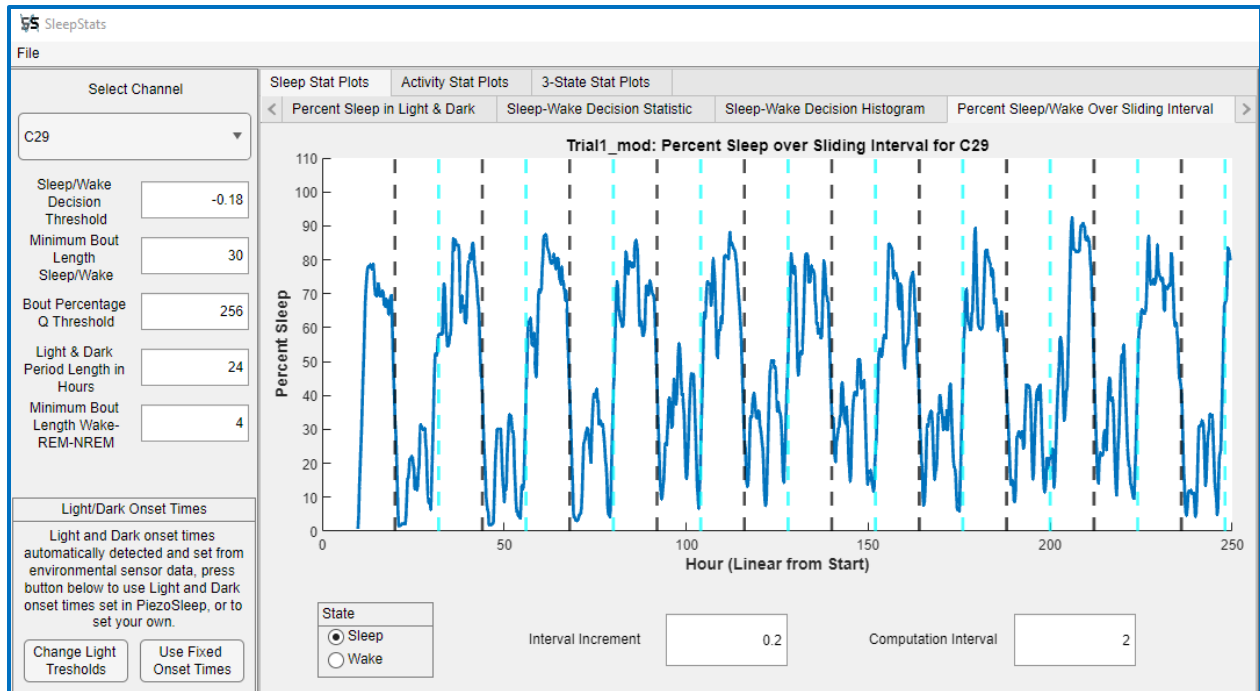 SleepStats
File
Select Channel
C29
Sleep/Wake
Decision
Threshold
-0.18
Minimum Bout
Length
Sleep/Wake
30
Bout Percentage
Q Threshold
256
Light & Dark
Period Length in
Hours
24
Minimum Bout
Length Wake-
REM-NREM
4
Light/Dark Onset Times
Light and Dark onset times
automatically detected and set from
environmental sensor data, press
button below to use Light and Dark
onset times set in PiezoSleep, or to
set your own.
Change Light
Tresholds
Use Fixed
Onset Times
Sleep Stat Plots
Activity Stat Plots
3-State Stat Plots
Percent Sleep in Light & Dark
Sleep-Wake Decision Statistic
Sleep-Wake Decision Histogram
Percent Sleep/Wake Over Sliding Interval
Trial1_mod: Percent Sleep over Sliding Interval for C29
Percent Sleep
110
100
90
80
70
60
50
40
30
20
10
0
0
50
100
150
200
250
Hour (Linear from Start)
State
Sleep
Wake
Interval Increment
0.2
Computation Interval
2